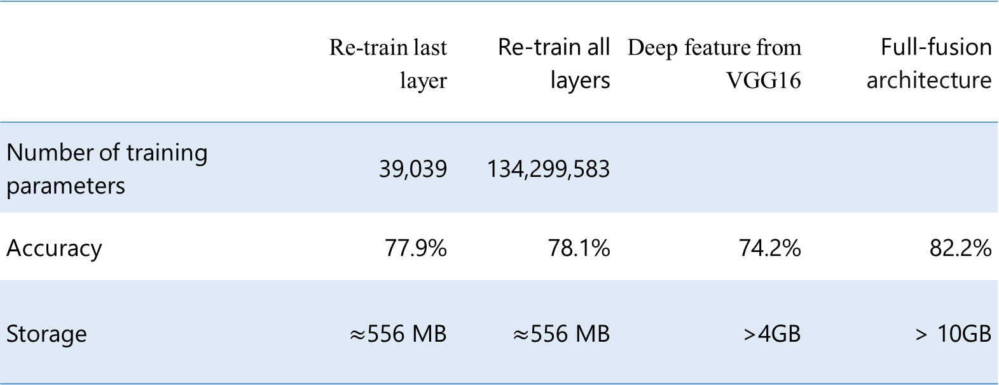 Re-train last layer Re-train all layers Deep feature from VGG16 Full-fusion architecture
Number of training parameters 39,039 134,299,583
Accuracy 77.9% 78.1% 74.2% 82.2%
Storage ≈556 MB ≈556 MB >4GB > 10GB